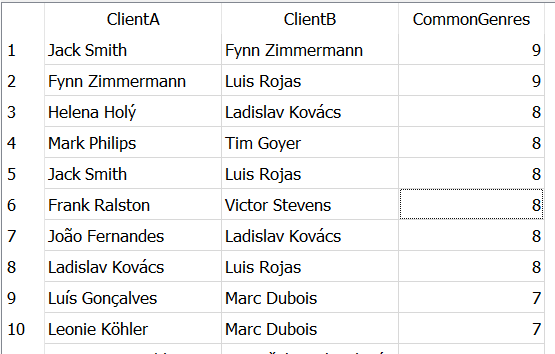 ClientA ClientB CommonGenres
1 Jack Smith Fynn Zimmermann 9
2 Fynn Zimmermann Luis Rojas 9
3 Helena Holý Ladislav Kovács 8
4 Mark Philips Tim Goyer 8
5 Jack Smith Luis Rojas 8
6 Frank Ralston Victor Stevens 8
7 João Fernandes Ladislav Kovács 8
8 Ladislav Kovács Luis Rojas 8
9 Luís Gonçalves Marc Dubois 7
10 Leonie Köhler Marc Dubois 7